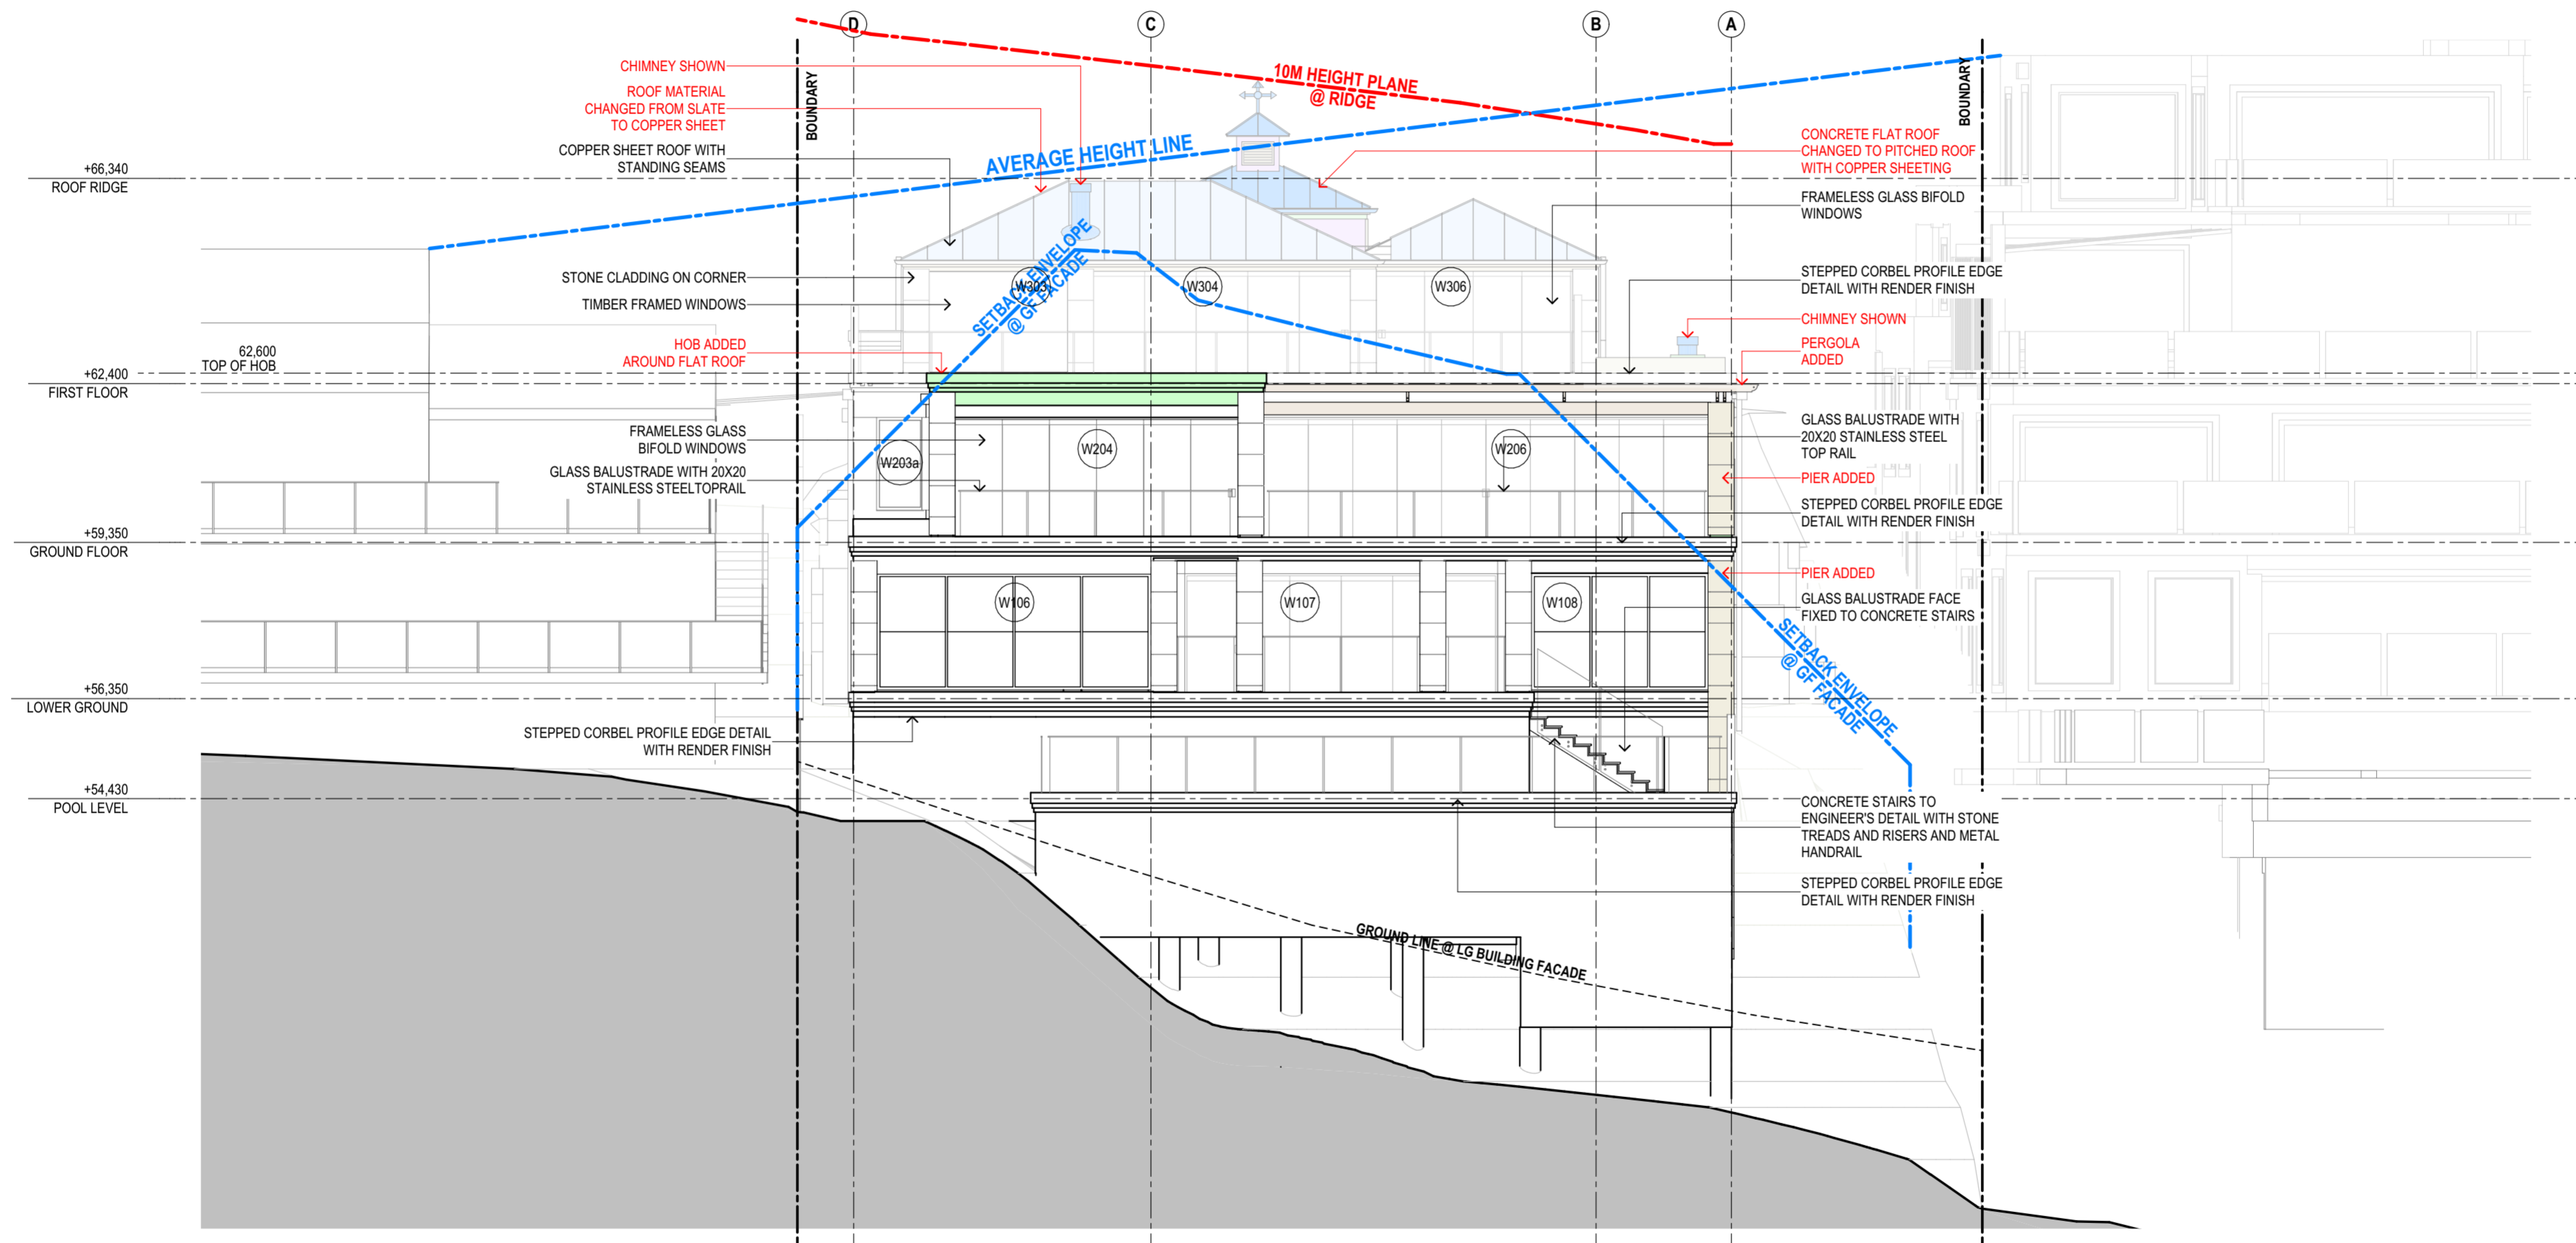 D
C
B
A
10M HEIGHT PLANE
@ RIDGE
AVERAGE HEIGHT LINE
BOUNDARY
BOUNDARY
CHIMNEY SHOWN
ROOF MATERIAL
CHANGED FROM SLATE
TO COPPER SHEET
COPPER SHEET ROOF WITH
STANDING SEAMS
+66,340
ROOF RIDGE
STONE CLADDING ON CORNER
TIMBER FRAMED WINDOWS
HOB ADDED
AROUND FLAT ROOF
62,600
TOP OF HOB
+62,400
FIRST FLOOR
FRAMELESS GLASS
BIFOLD WINDOWS
GLASS BALUSTRADE WITH 20X20
STAINLESS STEELTOPRAIL
+59,350
GROUND FLOOR
+56,350
LOWER GROUND
STEPPED CORBEL PROFILE EDGE DETAIL
WITH RENDER FINISH
+54,430
POOL LEVEL
SETBACK ENVELOPE
@ GF FACADE
W303
W304
W306
W203a
W204
W206
W106
W107
W108
CONCRETE FLAT ROOF
CHANGED TO PITCHED ROOF
WITH COPPER SHEETING
FRAMELESS GLASS BIFOLD
WINDOWS
STEPPED CORBEL PROFILE EDGE
DETAIL WITH RENDER FINISH
CHIMNEY SHOWN
PERGOLA
ADDED
GLASS BALUSTRADE WITH
20X20 STAINLESS STEEL
TOP RAIL
PIER ADDED
STEPPED CORBEL PROFILE EDGE
DETAIL WITH RENDER FINISH
PIER ADDED
GLASS BALUSTRADE FACE
FIXED TO CONCRETE STAIRS
SETBACK ENVELOPE
@ GF FACADE
CONCRETE STAIRS TO
ENGINEER'S DETAIL WITH STONE
TREADS AND RISERS AND METAL
HANDRAIL
STEPPED CORBEL PROFILE EDGE
DETAIL WITH RENDER FINISH
GROUND LINE @ LG BUILDING FACADE